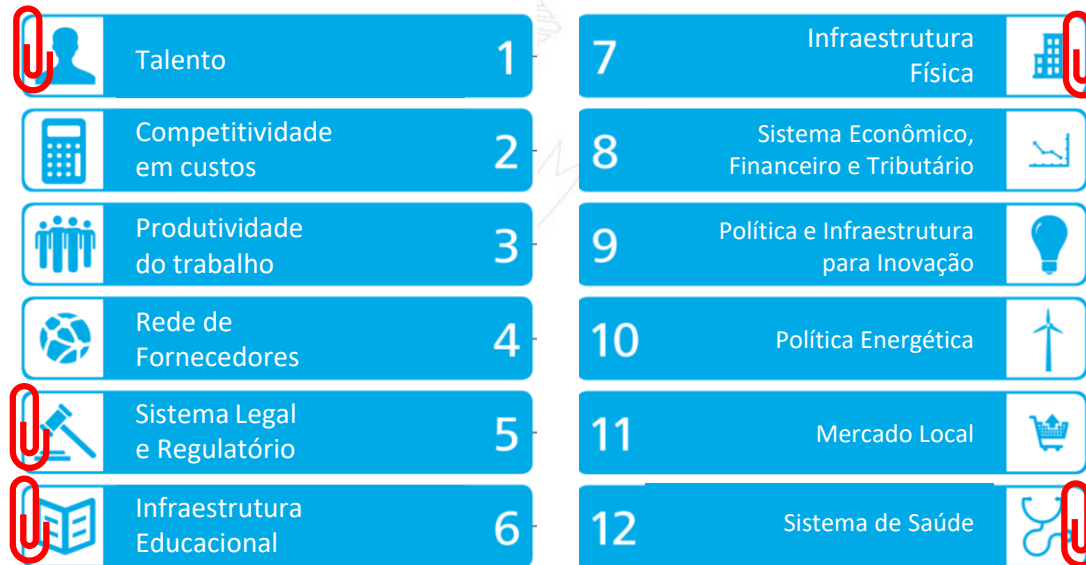 Talento
1
Competitividade
em custos
2
Produtividade
do trabalho
3
Rede de
Fornecedores
4
Sistema Legal
e Regulatório
5
Infraestrutura
Educacional
6
7
Infraestrutura
Física
8
Sistema Econômico,
Financeiro e Tributário
9
Política e Infraestrutura
para Inovação
10
Política Energética
11
Mercado Local
12
Sistema de Saúde